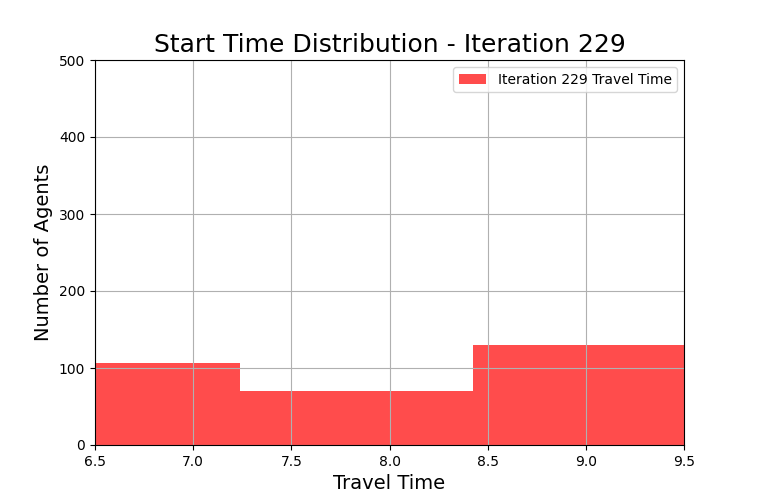 Start Time Distribution - Iteration 229
Iteration 229 Travel Time
Number of Agents
500
400
300
200
100
0
6.5 7.0 7.5 8.0 8.5 9.0 9.5
Travel Time